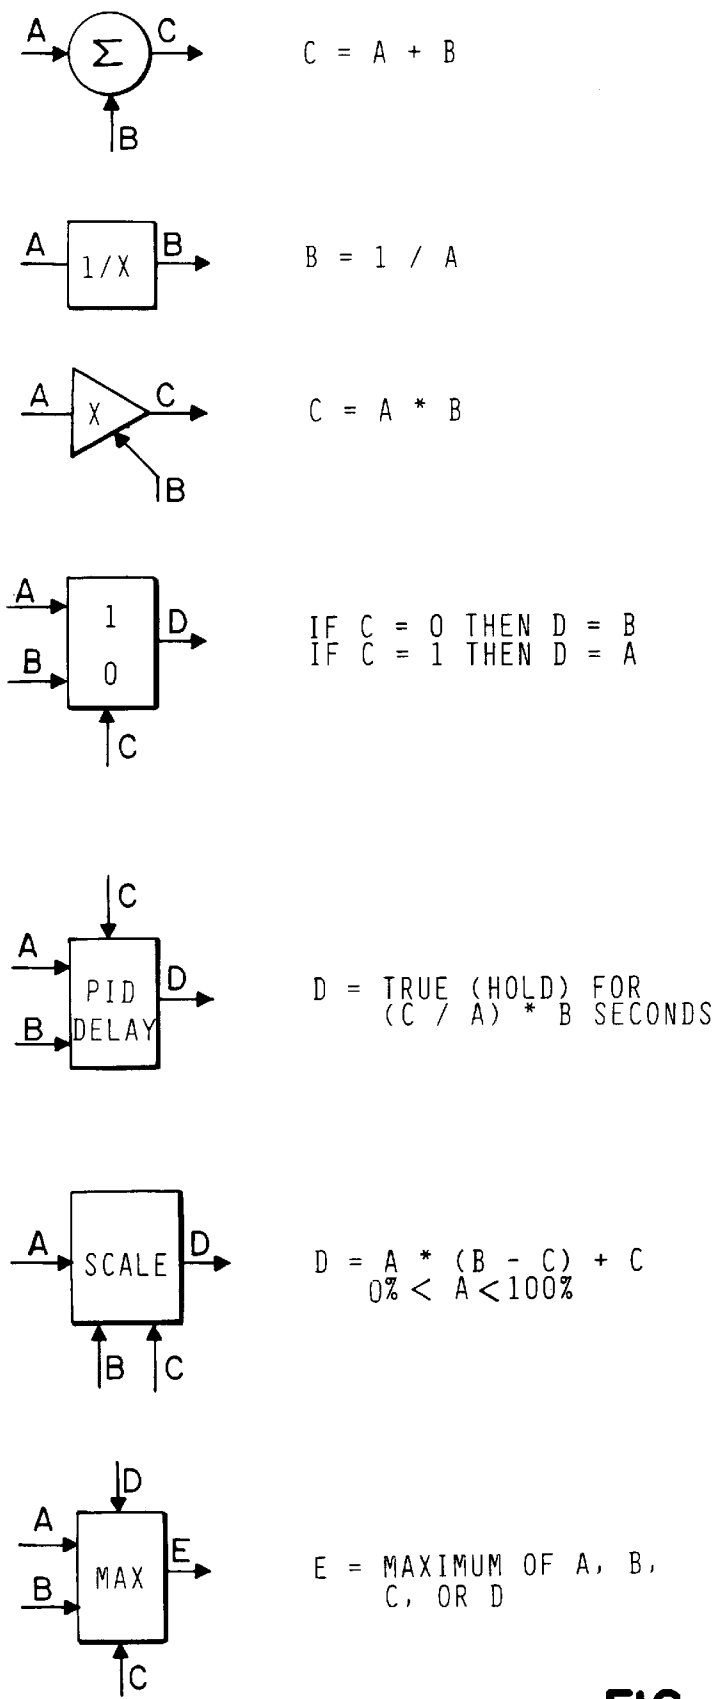 A Σ C C = A + B
B
A 1/X B B = 1 / A
A X C C = A * B
B
A 1 D IF C = 0 THEN D = B
B 0 IF C = 1 THEN D = A
C
C
A PID D D = TRUE (HOLD) FOR
B DELAY (C / A) * B SECONDS
A SCALE D D = A * (B - C) + C
0% < A < 100%
B C
D
A MAX E E = MAXIMUM OF A, B,
B C, OR D
C